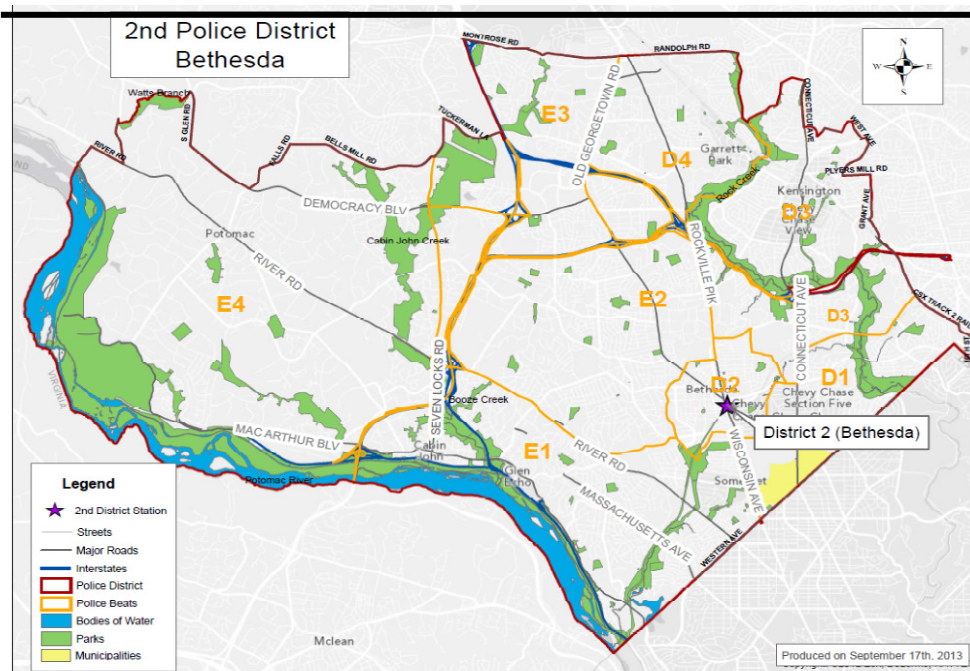 2nd Police District
Bethesda
MONTROSE RD
RANDOLPH RD
N
W
E
S
Watts Branch
S GLEN RD
TUCKERMAN LA
OLD GEORGETOWN RD
E3
CONNECTICUT AVE
WEST AVE
RIVER RD
FALLS RD
BELLS MILL RD
D4
Garrett
Park
PLYERS MILL RD
Rock Creek
Kensington
D3
View
GRANT AVE
DEMOCRACY BLV
Potomac
Cabin John Creek
ROCKVILLE PIK
RIVER RD
E4
E2
CONNECTICUT AVE
D3
CSX TRACK 2 RAIL
VIRGINIA
SEVEN LOCKS RD
D2
D1
Chevy
Booze Creek
Chevy Chase
Section Five
District 2 (Bethesda)
MAC ARTHUR BLV
Cabin
John
E1
RIVER RD
WISCONSIN AVE
Glen
Echo
Potomac River
MASSACHUSETTS AVE
WESTERN AVE
Legend
2nd District Station
Streets
Major Roads
Interstates
Police District
Police Beats
Bodies of Water
Parks
Municipalities
Mclean
Produced on September 17th, 2013